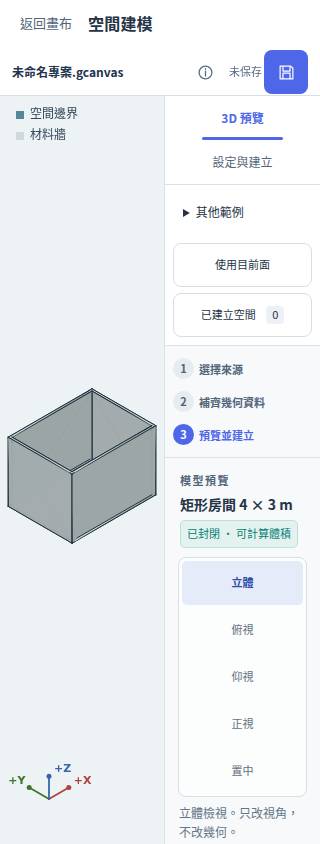 返回畫布 空間建模
未命名專案.gcanvas
未保存
空間邊界
材料牆
3D 預覽
設定與建立
其他範例
使用目前面
已建立空間 0
1 選擇來源
2 補齊幾何資料
3 預覽並建立
模型預覽
矩形房間 4 × 3 m
已封閉 · 可計算體積
立體
俯視
仰視
正視
置中
立體檢視。只改視角，
不改幾何。
+Z
+Y +X